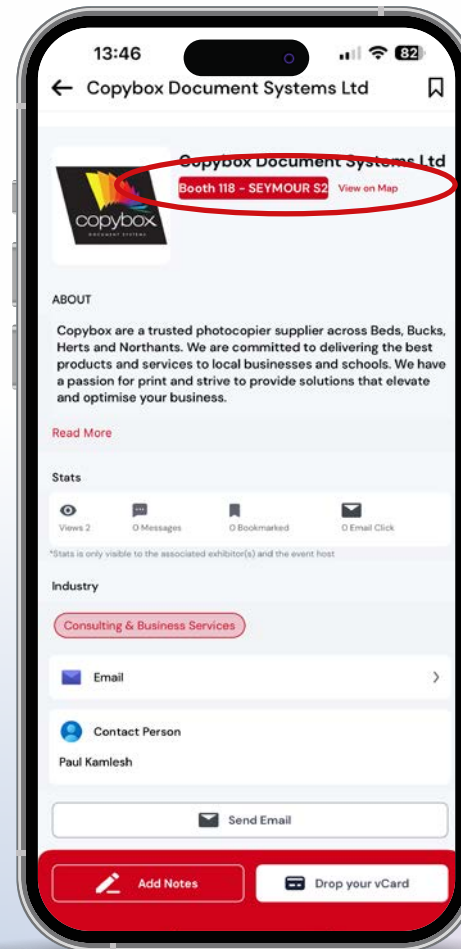 13:46
82
Copybox Document Systems Ltd
Copybox Document Systems Ltd
Booth 118 - SEYMOUR S2 View on Map
copybox
DOCUMENT SYSTEMS
ABOUT
Copybox are a trusted photocopier supplier across Beds, Bucks,
Herts and Northants. We are committed to delivering the best
products and services to local businesses and schools. We have
a passion for print and strive to provide solutions that elevate
and optimise your business.
Read More
Stats
Views 2 0 Messages 0 Bookmarked 0 Email Click
*Stats is only visible to the associated exhibitor(s) and the event host
Industry
Consulting & Business Services
Email
Contact Person
Paul Kamlesh
Send Email
Add Notes Drop your vCard